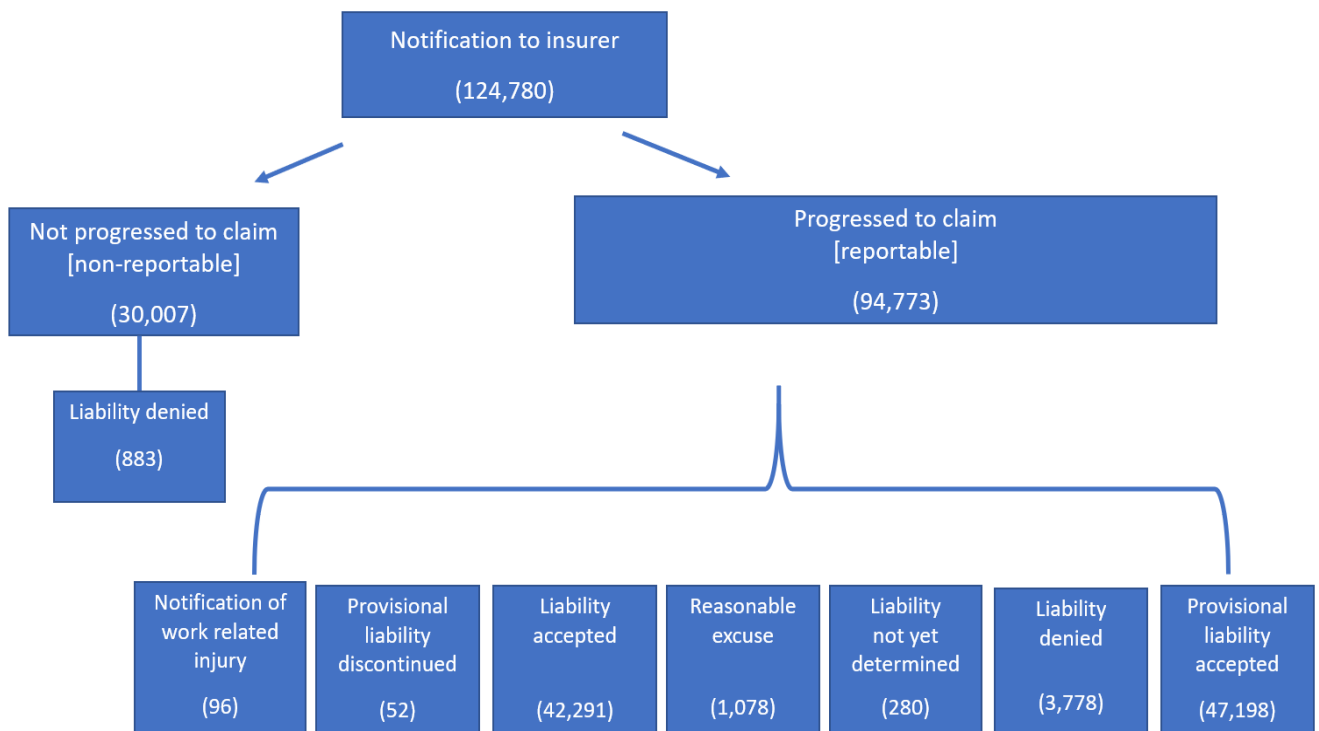 Notification to insurer
(124,780)
Not progressed to claim
[non-reportable]
(30,007)
Progressed to claim
[reportable]
(94,773)
Liability denied
(883)
Notification of
work related
injury
(96)
Provisional
liability
discontinued
(52)
Liability
accepted
(42,291)
Reasonable
excuse
(1,078)
Liability
not yet
determined
(280)
Liability
denied
(3,778)
Provisional
liability
accepted
(47,198)